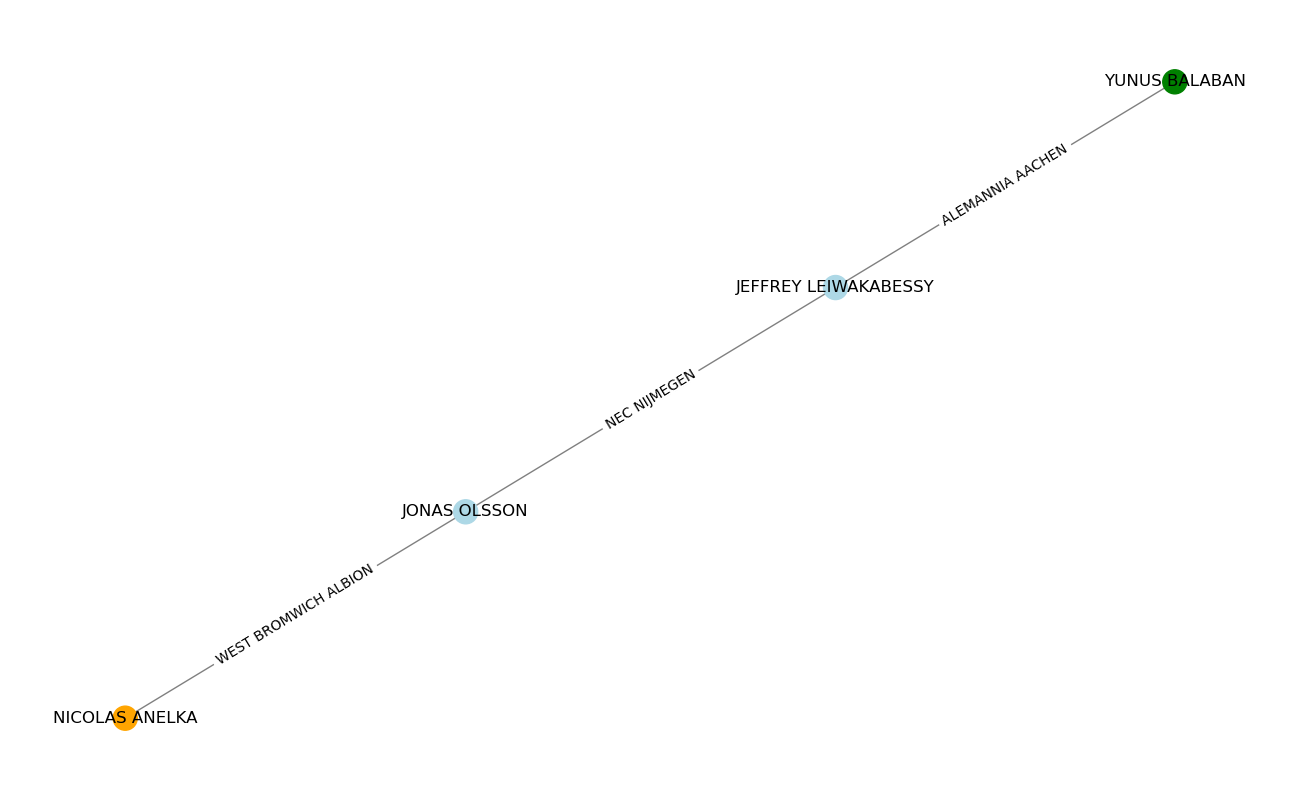 YUNUS BALABAN
ALEMANNIA AACHEN
JEFFREY LEIWAKABESSY
NEC NIJMEGEN
JONAS OLSSON
WEST BROMWICH ALBION
NICOLAS ANELKA